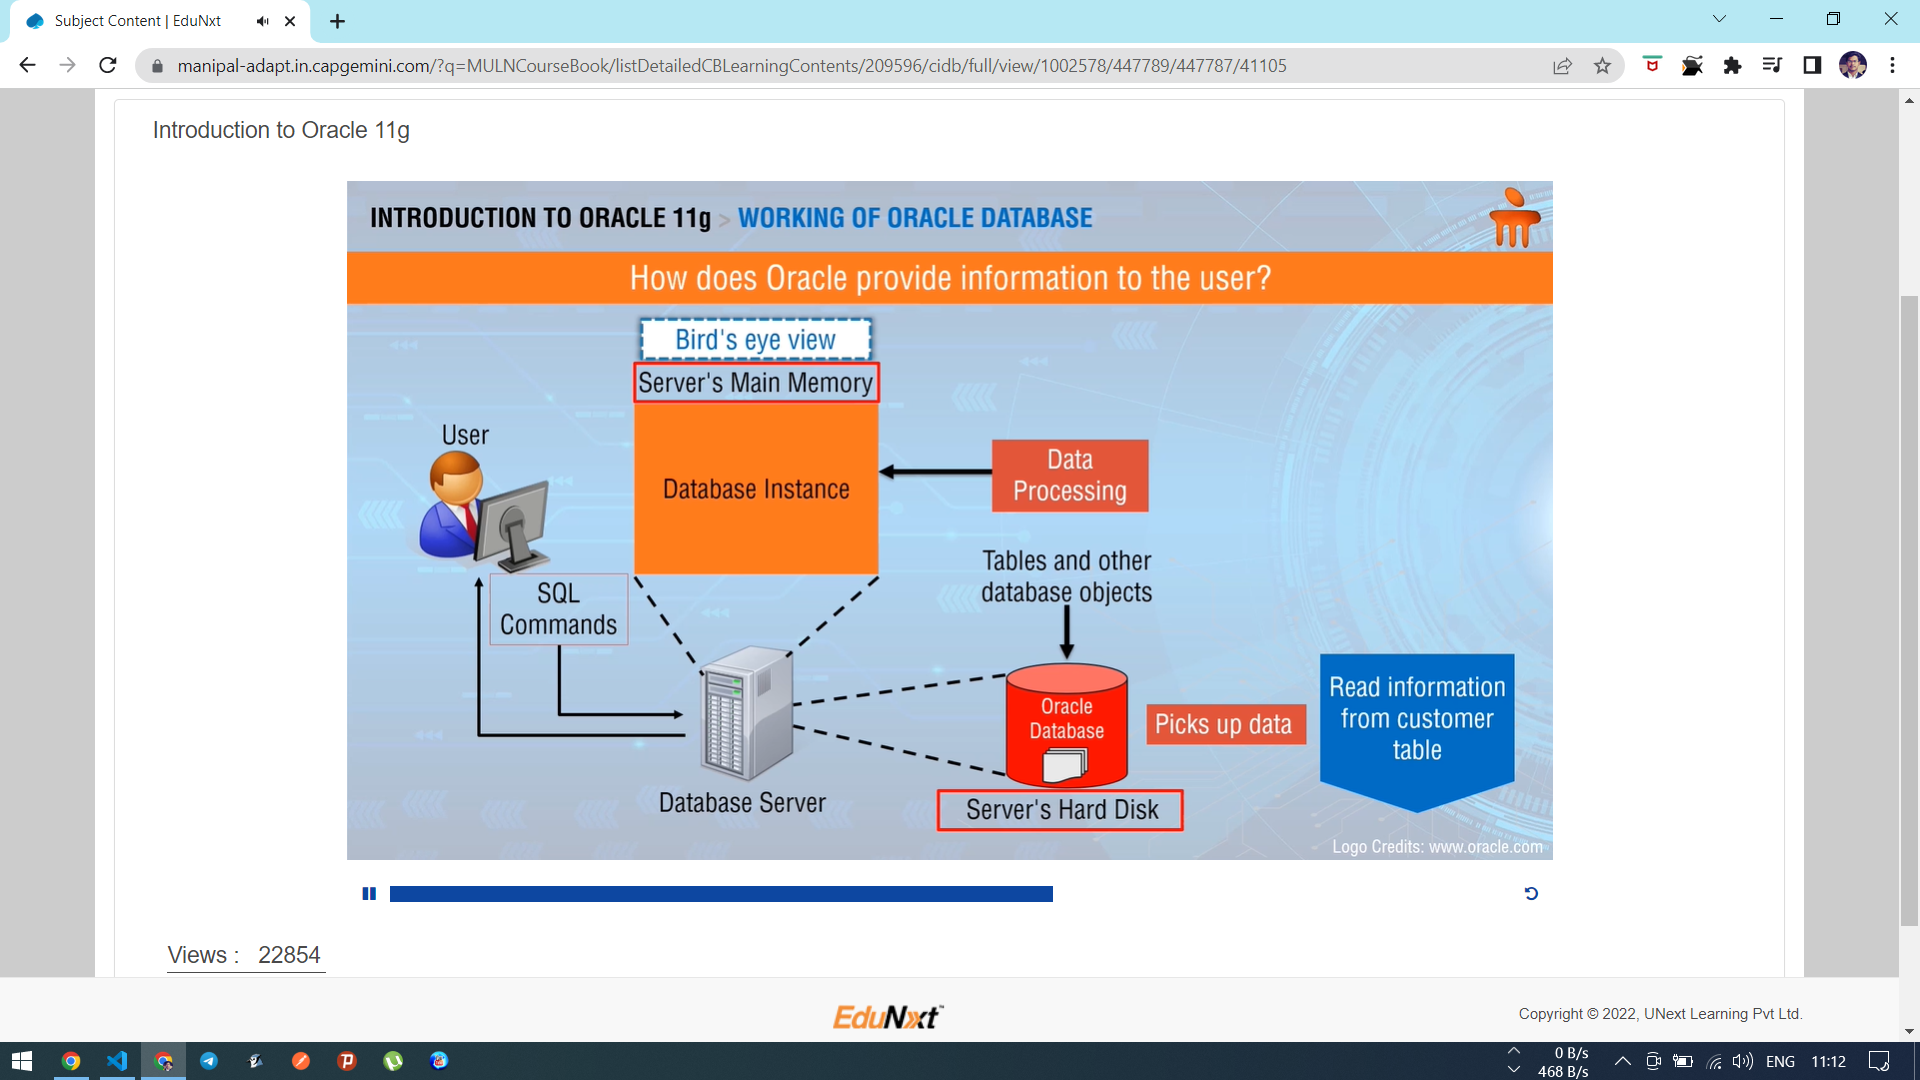 Subject Content | EduNxt
manipal-adapt.in.capgemini.com/?q=MULNCourseBook/listDetailedCBLearningContents/209596/cidb/full/view/1002578/447789/447787/41105
Introduction to Oracle 11g
INTRODUCTION TO ORACLE 11g > WORKING OF ORACLE DATABASE
How does Oracle provide information to the user?
Bird's eye view
Server's Main Memory
User
Database Instance
Data
Processing
Tables and other
database objects
SQL
Commands
Oracle
Database
Picks up data
Read information
from customer
table
Database Server
Server's Hard Disk
Logo Credits: www.oracle.com
Views : 22854
EduNxt™
Copyright © 2022, UNext Learning Pvt Ltd.
0 B/s
468 B/s
ENG
11:12